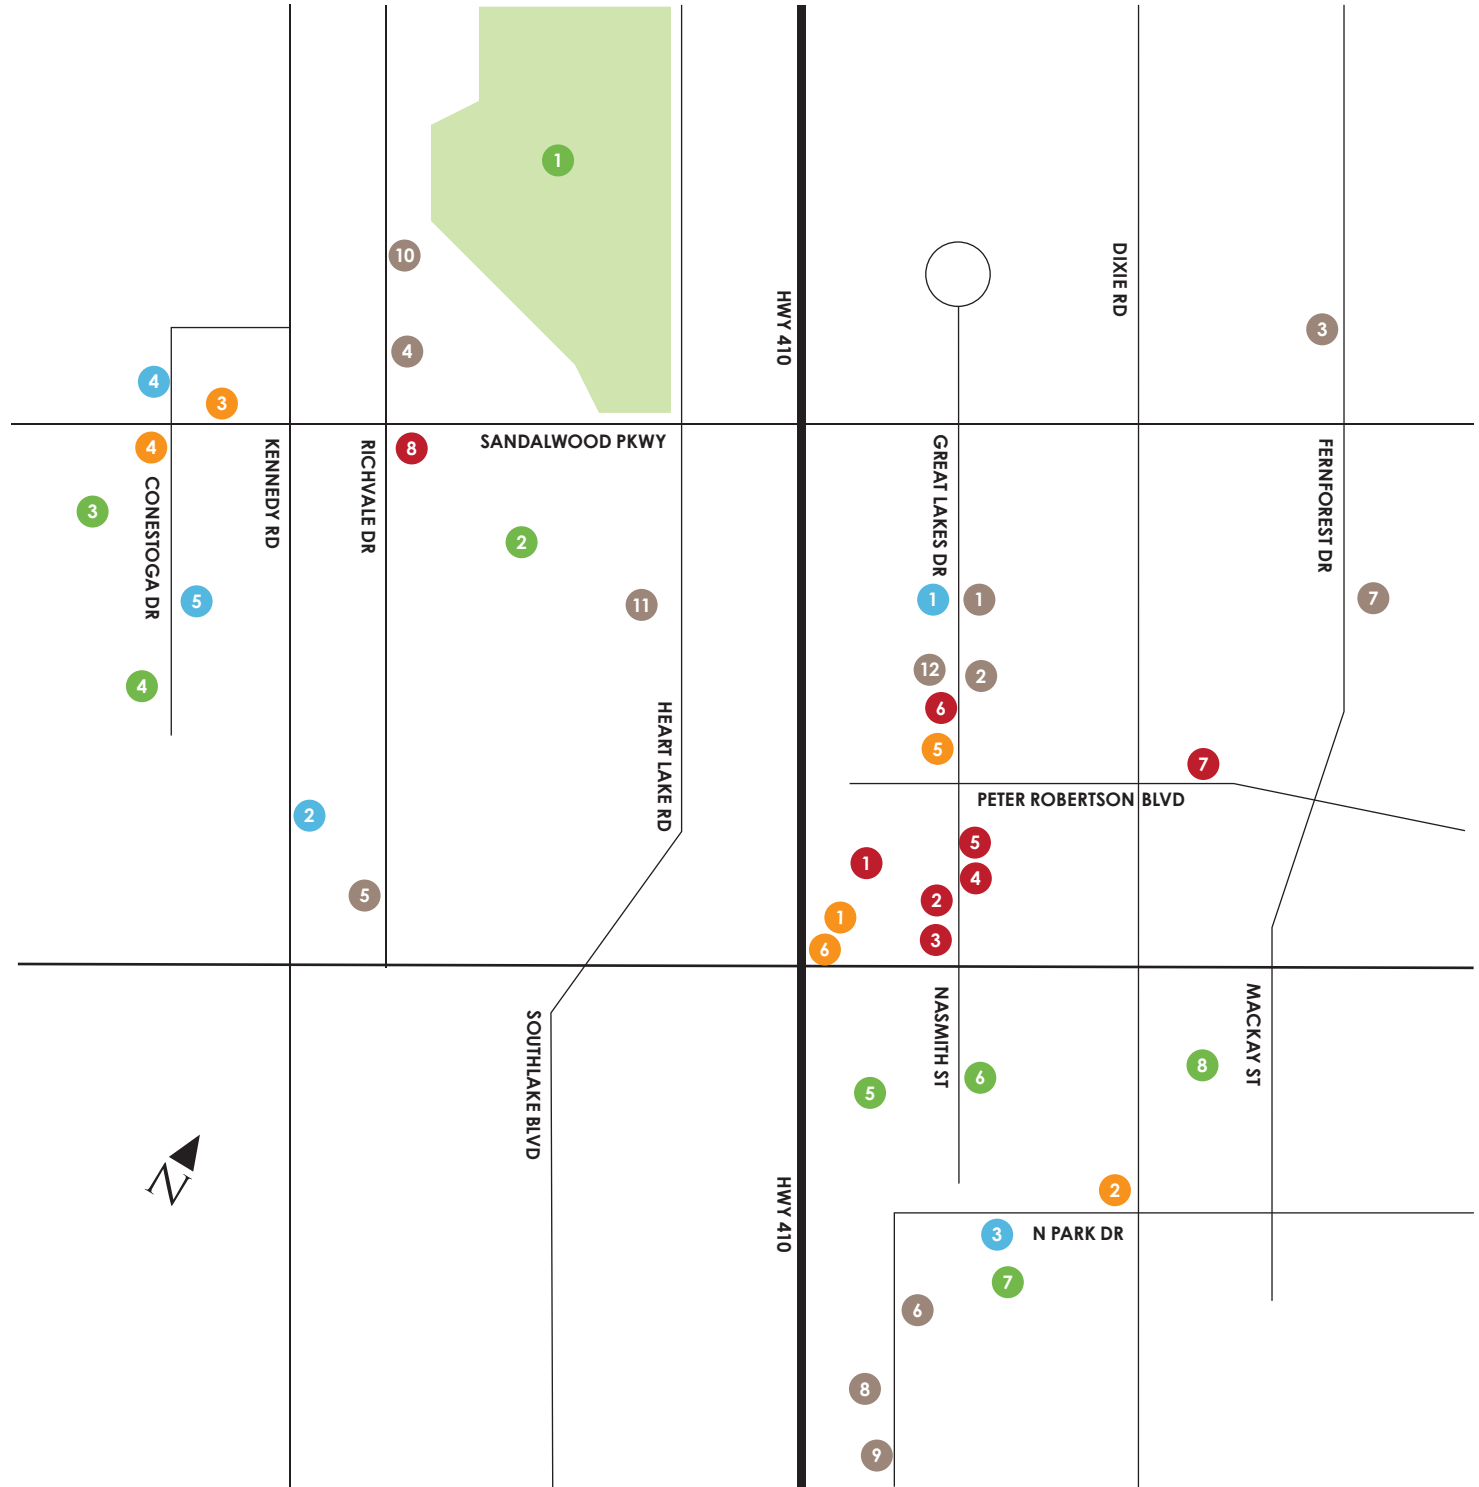 1
10
DIXIE RD
HWY 410
3
4
4
3
8
SANDALWOOD PKWY
4
CONESTOGA DR
KENNEDY RD
RICHVALE DR
GREAT LAKES DR
FERNFOREST DR
3
2
5
11
1
1
7
12
2
4
6
HEART LAKE RD
5
7
PETER ROBERTSON BLVD
2
5
1
4
5
2
1
3
6
SOUTHLAKE BLVD
NASMITH ST
MACKAY ST
8
6
5
N
HWY 410
2
3
N PARK DR
7
6
8
9